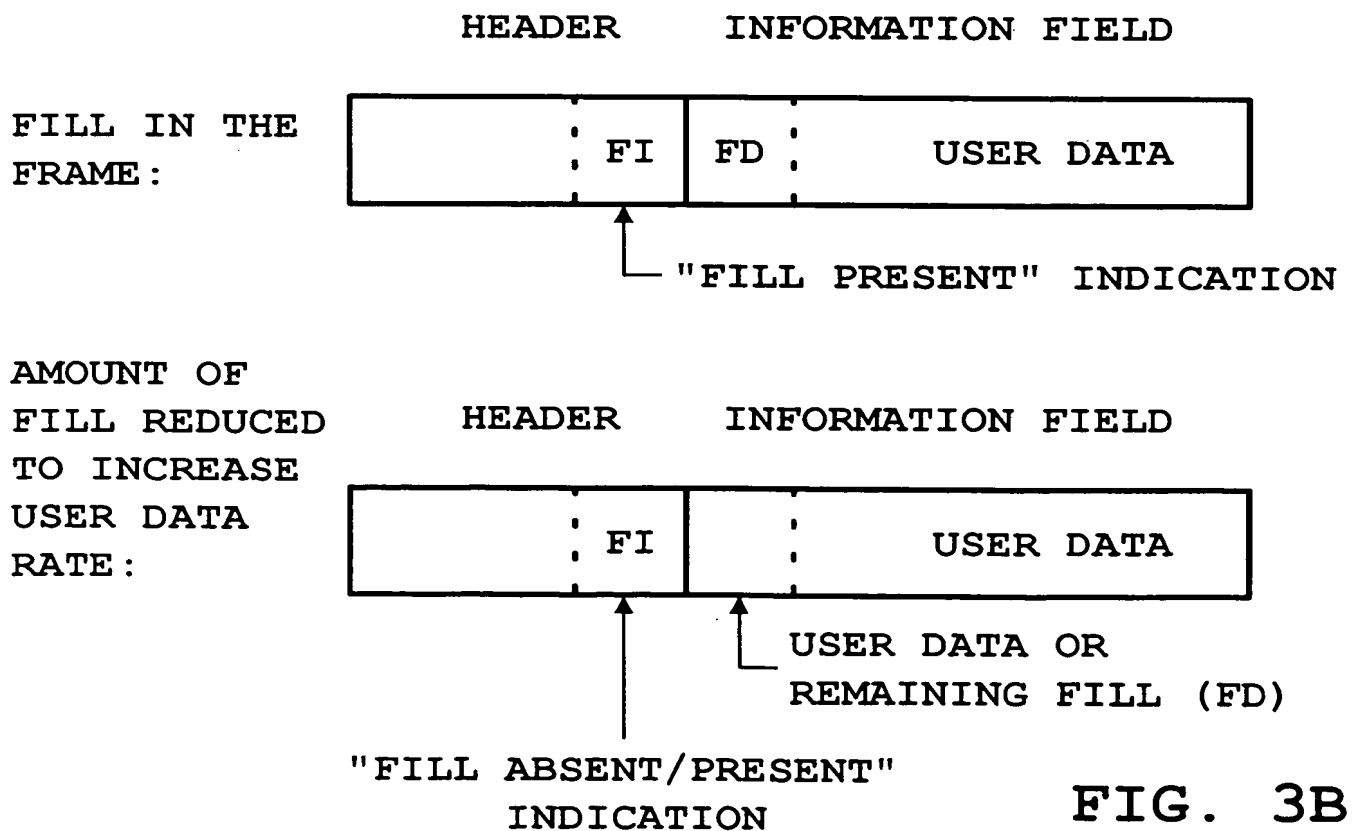 HEADER INFORMATION FIELD
FILL IN THE
FRAME:
FI FD USER DATA
"FILL PRESENT" INDICATION
AMOUNT OF
FILL REDUCED
TO INCREASE
USER DATA
RATE:
HEADER INFORMATION FIELD
FI USER DATA
USER DATA OR
REMAINING FILL (FD)
"FILL ABSENT/PRESENT"
INDICATION
FIG. 3B